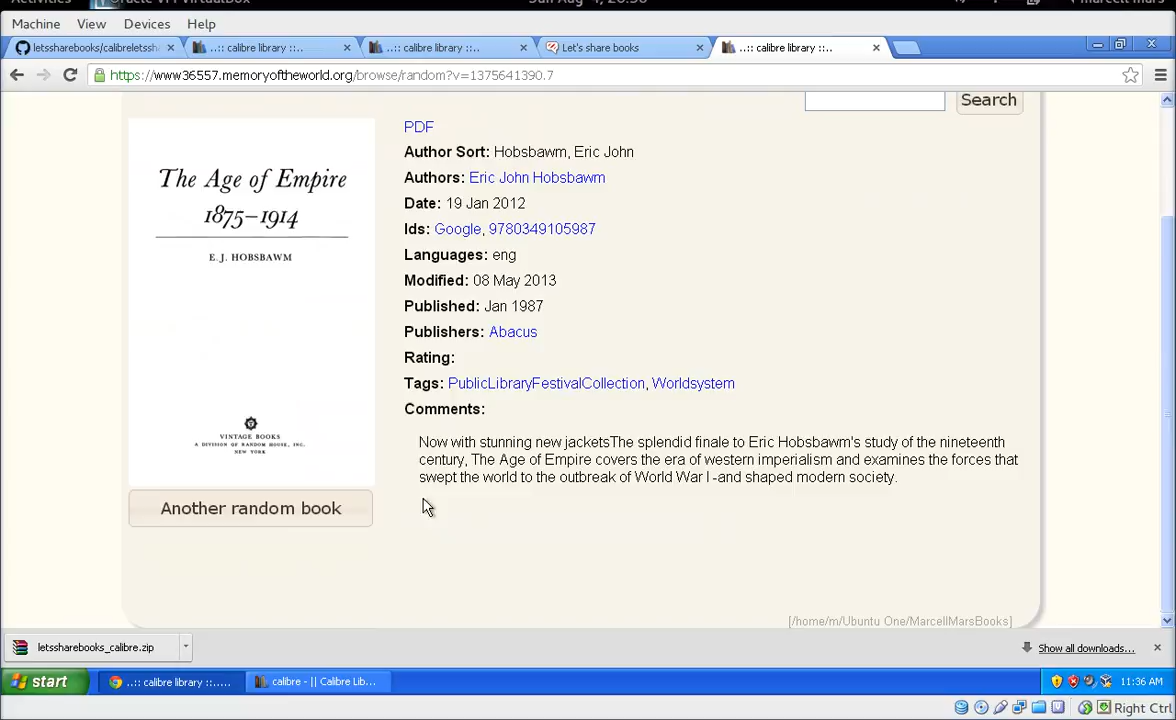 Activities
Oracle VM VirtualBox
marcell mars
Machine View Devices Help
letssharebooks/calibreletssh
..:: calibre library ::..
..:: calibre library ::..
Let's share books
..:: calibre library ::..
https://www36557.memoryoftheworld.org/browse/random?v=1375641390.7
Search
PDF
The Age of Empire
1875–1914
E. J. HOBSBAWM
VINTAGE BOOKS
A DIVISION OF RANDOM HOUSE, INC.
NEW YORK
Author Sort: Hobsbawm, Eric John
Authors: Eric John Hobsbawm
Date: 19 Jan 2012
Ids: Google, 9780349105987
Languages: eng
Modified: 08 May 2013
Published: Jan 1987
Publishers: Abacus
Rating:
Tags: PublicLibraryFestivalCollection, Worldsystem
Comments:
Now with stunning new jacketsThe splendid finale to Eric Hobsbawm's study of the nineteenth
century, The Age of Empire covers the era of western imperialism and examines the forces that
swept the world to the outbreak of World War I -and shaped modern society.
Another random book
[/home/m/Ubuntu One/MarcellMarsBooks]
letssharebooks_calibre.zip
Show all downloads...
start
..:: calibre library ::.....
calibre - || Calibre Lib...
11:36 AM
Right Ctrl